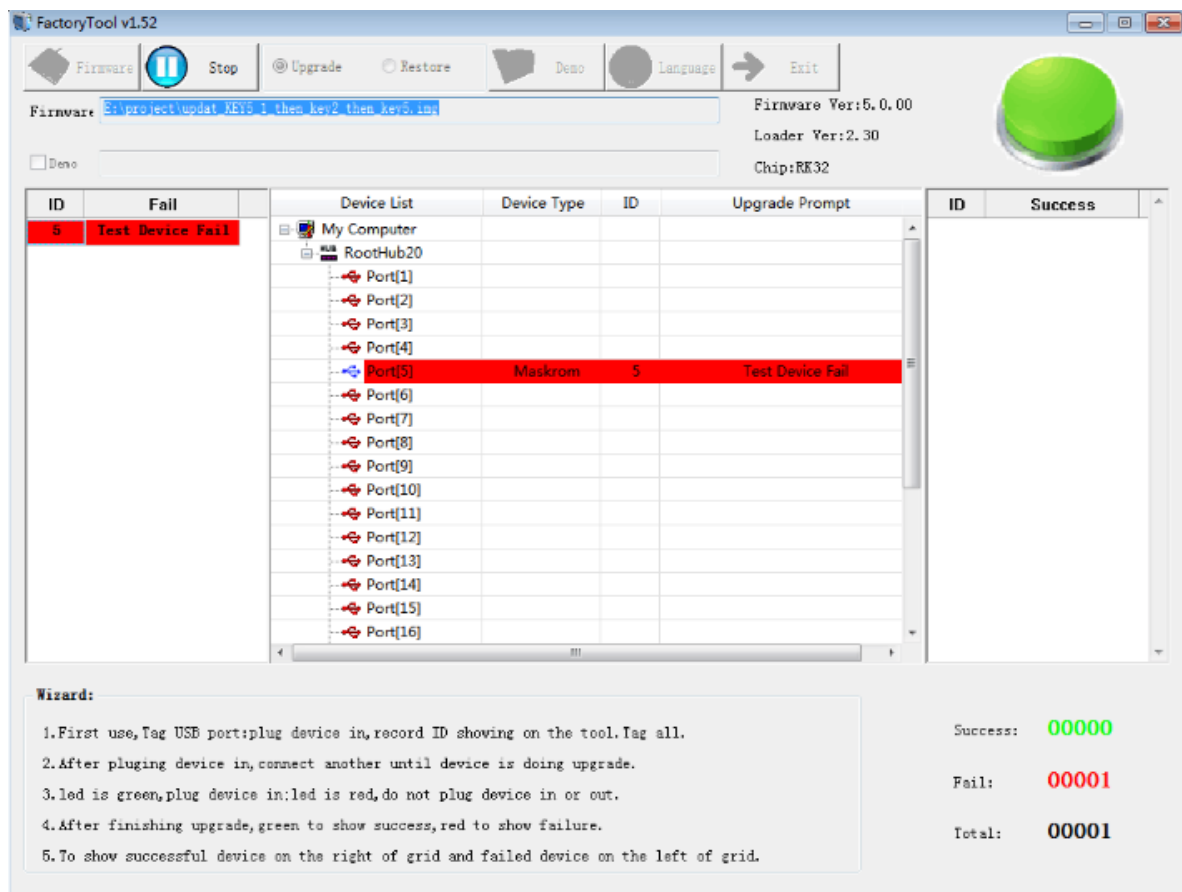 FactoryTool v1.52
Firmware
Stop
Upgrade
Restore
Demo
Language
Exit
Firmware E:\project\updat_KEY5_1_then_key2_then_key5.img
Firmware Ver:5.0.00
Loader Ver:2.30
Demo
Chip:RK32
ID Fail
5 Test Device Fail
Device List Device Type ID Upgrade Prompt
My Computer
HUB RootHub20
Port[1]
Port[2]
Port[3]
Port[4]
Port[5] Maskrom 5 Test Device Fail
Port[6]
Port[7]
Port[8]
Port[9]
Port[10]
Port[11]
Port[12]
Port[13]
Port[14]
Port[15]
Port[16]
ID Success
Wizard:
1.First use,Tag USB port:plug device in,record ID showing on the tool.Tag all.
2.After pluging device in,connect another until device is doing upgrade.
3.led is green,plug device in;led is red,do not plug device in or out.
4.After finishing upgrade,green to show success,red to show failure.
5.To show successful device on the right of grid and failed device on the left of grid.
Success: 00000
Fail: 00001
Total: 00001